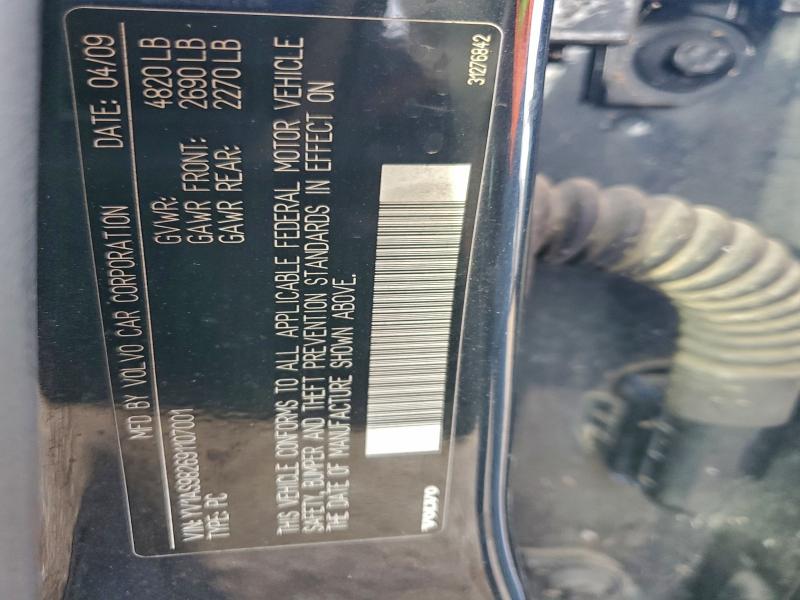 MFD BY VOLVO CAR CORPORATION DATE: 04/09
GVWR: 4820 LB
GAWR FRONT: 2690 LB
GAWR REAR: 2270 LB
VIN: YV1AS982691107001
TYPE: PC
THIS VEHICLE CONFORMS TO ALL APPLICABLE FEDERAL MOTOR VEHICLE
SAFETY, BUMPER AND THEFT PREVENTION STANDARDS IN EFFECT ON
THE DATE OF MANUFACTURE SHOWN ABOVE.
VOLVO
31276842